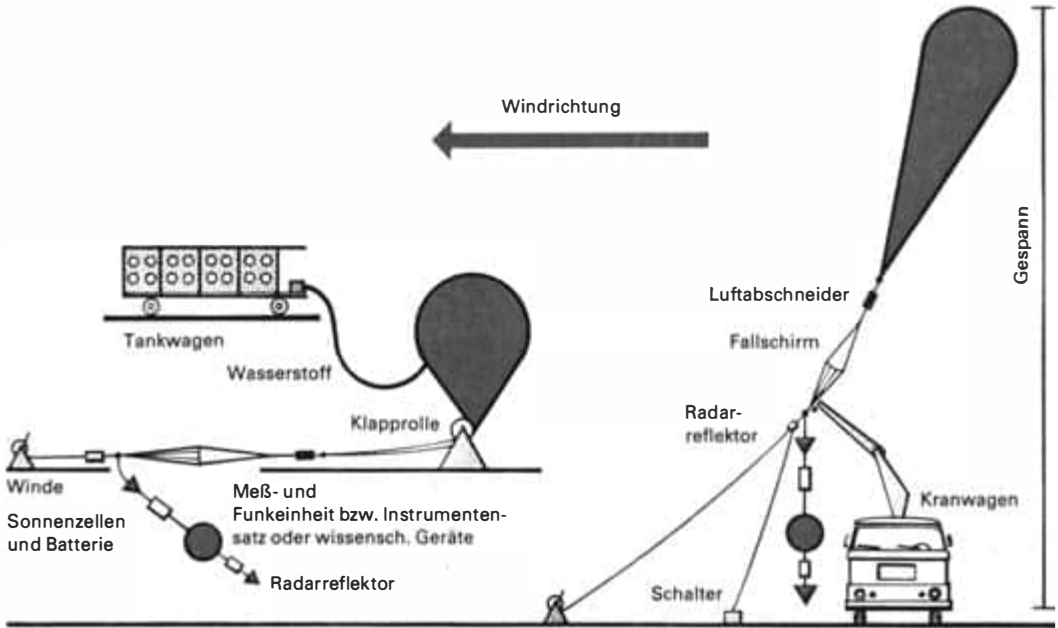 Windrichtung
Gespann
Luftabschneider
Tankwagen
Fallschirm
Wasserstoff
Klapprolle
Radar-
reflektor
Winde
Meß- und
Kranwagen
Sonnenzellen
Funkeinheit bzw. Instrumenten-
und Batterie
satz oder wissensch. Geräte
Radarreflektor
Schalter